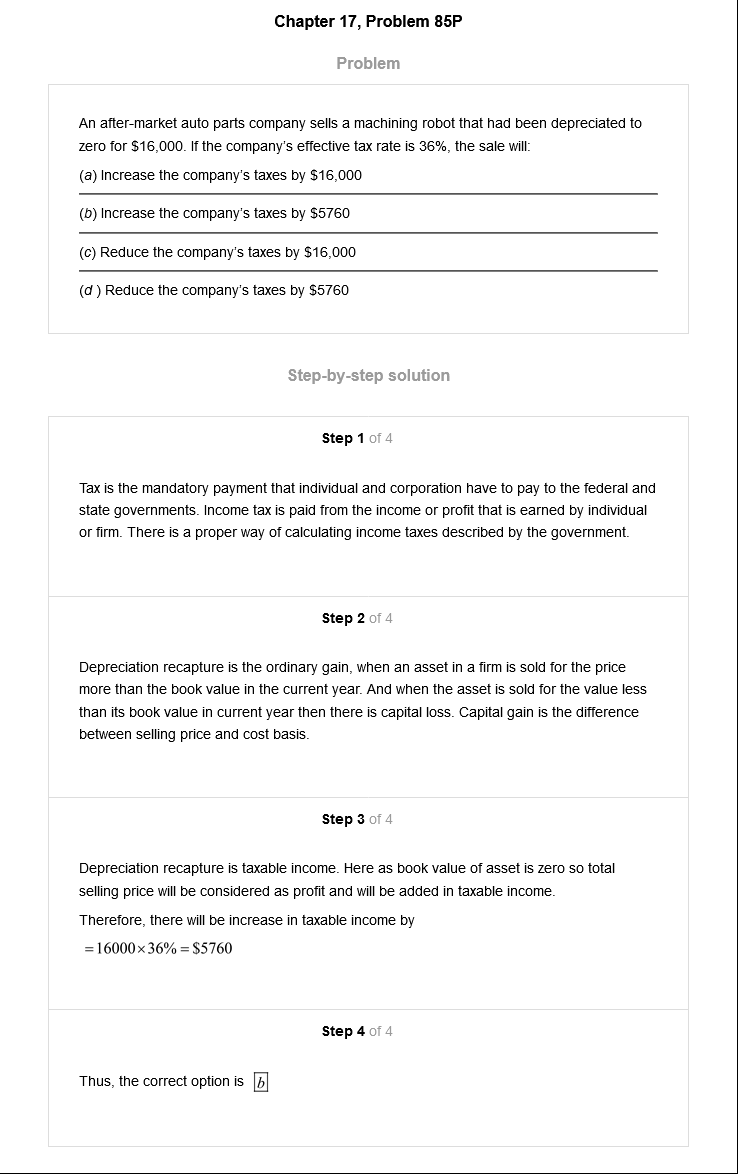 Chapter 17, Problem 85P
Problem
An after-market auto parts company sells a machining robot that had been depreciated to
zero for $16,000. If the company's effective tax rate is 36%, the sale will:
(a) Increase the company's taxes by $16,000
(b) Increase the company's taxes by $5760
(c) Reduce the company's taxes by $16,000
(d ) Reduce the company's taxes by $5760
Step-by-step solution
Step 1 of 4
Tax is the mandatory payment that individual and corporation have to pay to the federal and
state governments. Income tax is paid from the income or profit that is earned by individual
or firm. There is a proper way of calculating income taxes described by the government.
Step 2 of 4
Depreciation recapture is the ordinary gain, when an asset in a firm is sold for the price
more than the book value in the current year. And when the asset is sold for the value less
than its book value in current year then there is capital loss. Capital gain is the difference
between selling price and cost basis.
Step 3 of 4
Depreciation recapture is taxable income. Here as book value of asset is zero so total
selling price will be considered as profit and will be added in taxable income.
Therefore, there will be increase in taxable income by
= 16000×36% = $5760
Step 4 of 4
Thus, the correct option is b